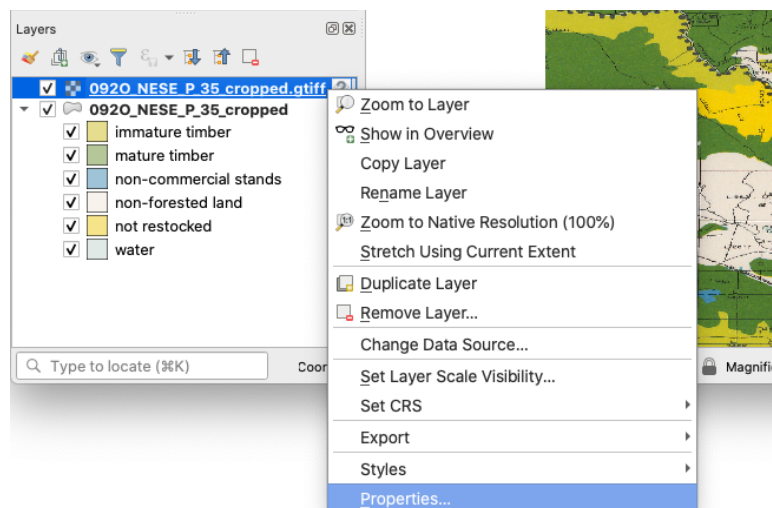 Layers
092O_NESE_P_35_cropped.gtiff
092O_NESE_P_35_cropped
immature timber
mature timber
non-commercial stands
non-forested land
not restocked
water
Type to locate (⌘K)
Coor
Zoom to Layer
Show in Overview
Copy Layer
Rename Layer
Zoom to Native Resolution (100%)
Stretch Using Current Extent
Duplicate Layer
Remove Layer...
Change Data Source...
Set Layer Scale Visibility...
Set CRS
Export
Styles
Properties...
Magnifi